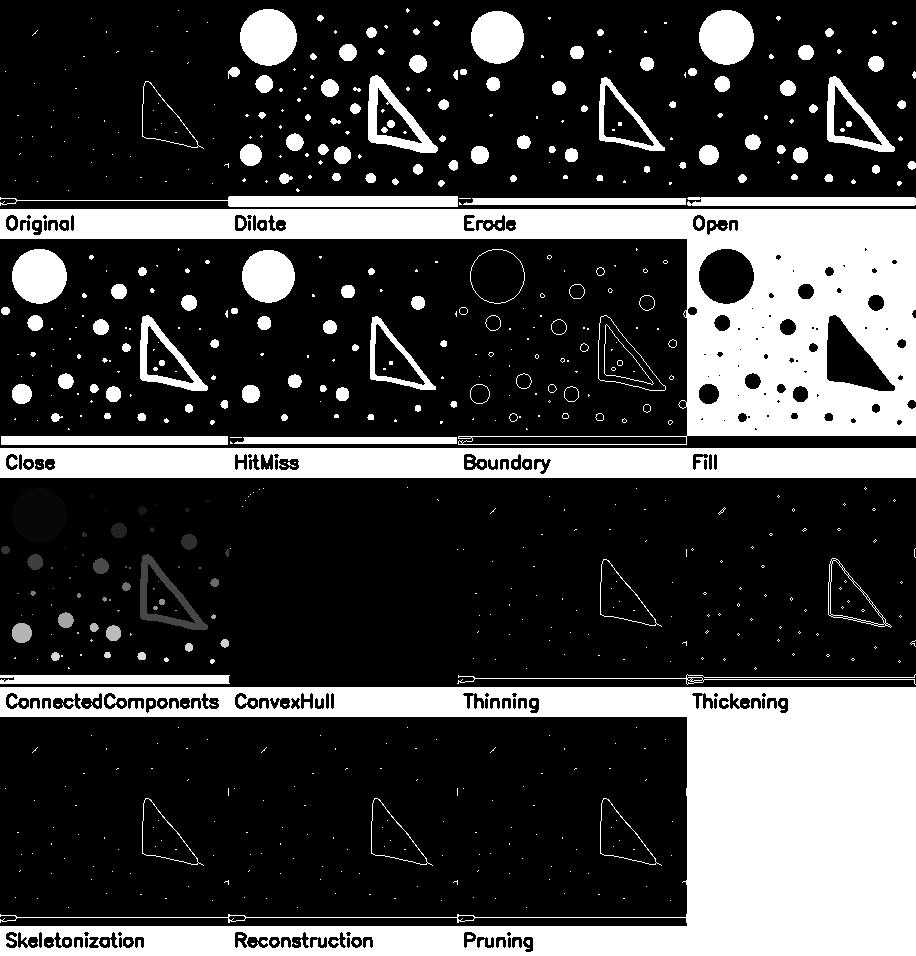 Original Dilate Erode Open
Close HitMiss Boundary Fill
ConnectedComponents ConvexHull Thinning Thickening
Skeletonization Reconstruction Pruning